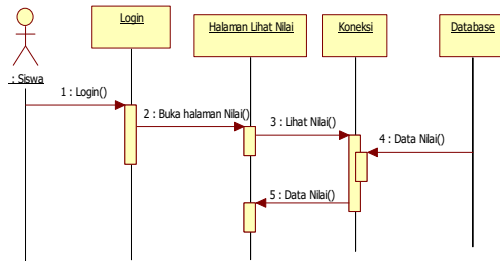 Login
Halaman Lihat Nilai
Koneksi
Database
: Siswa
1 : Login()
2 : Buka halaman Nilai()
3 : Lihat Nilai()
4 : Data Nilai()
5 : Data Nilai()